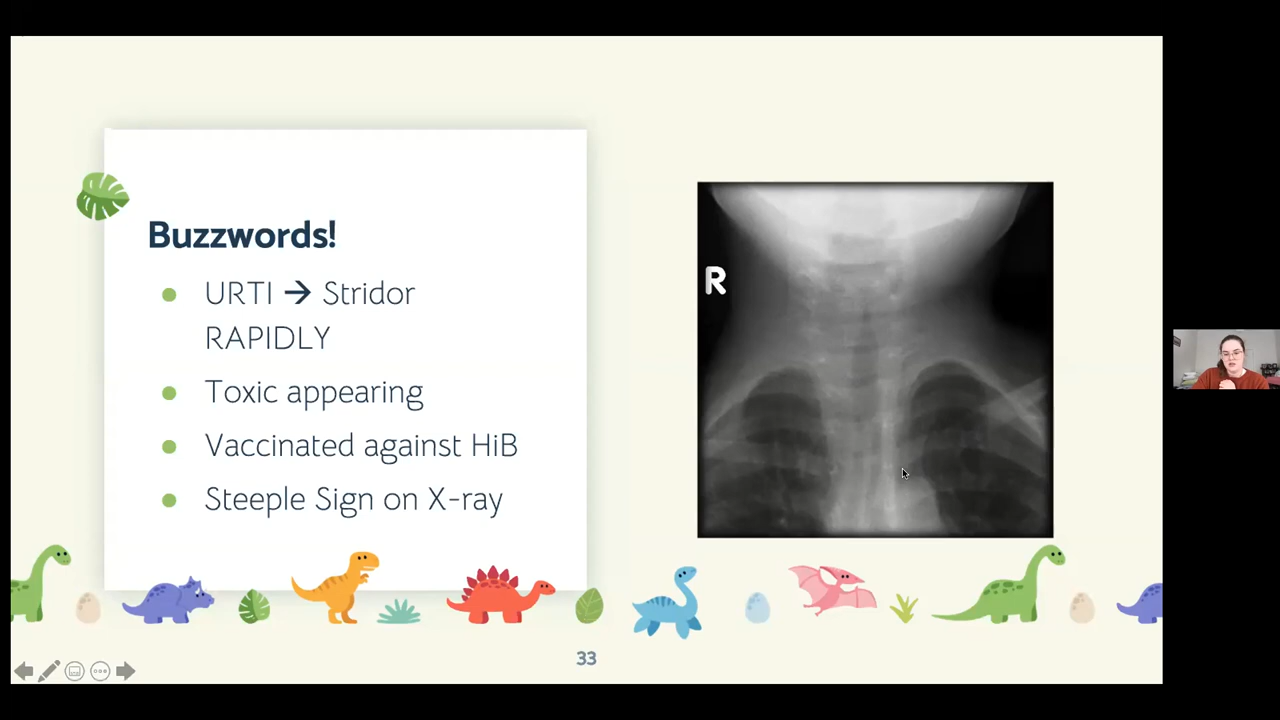 Buzzwords!
URTI → Stridor
RAPIDLY
Toxic appearing
Vaccinated against HiB
Steeple Sign on X-ray
R
33